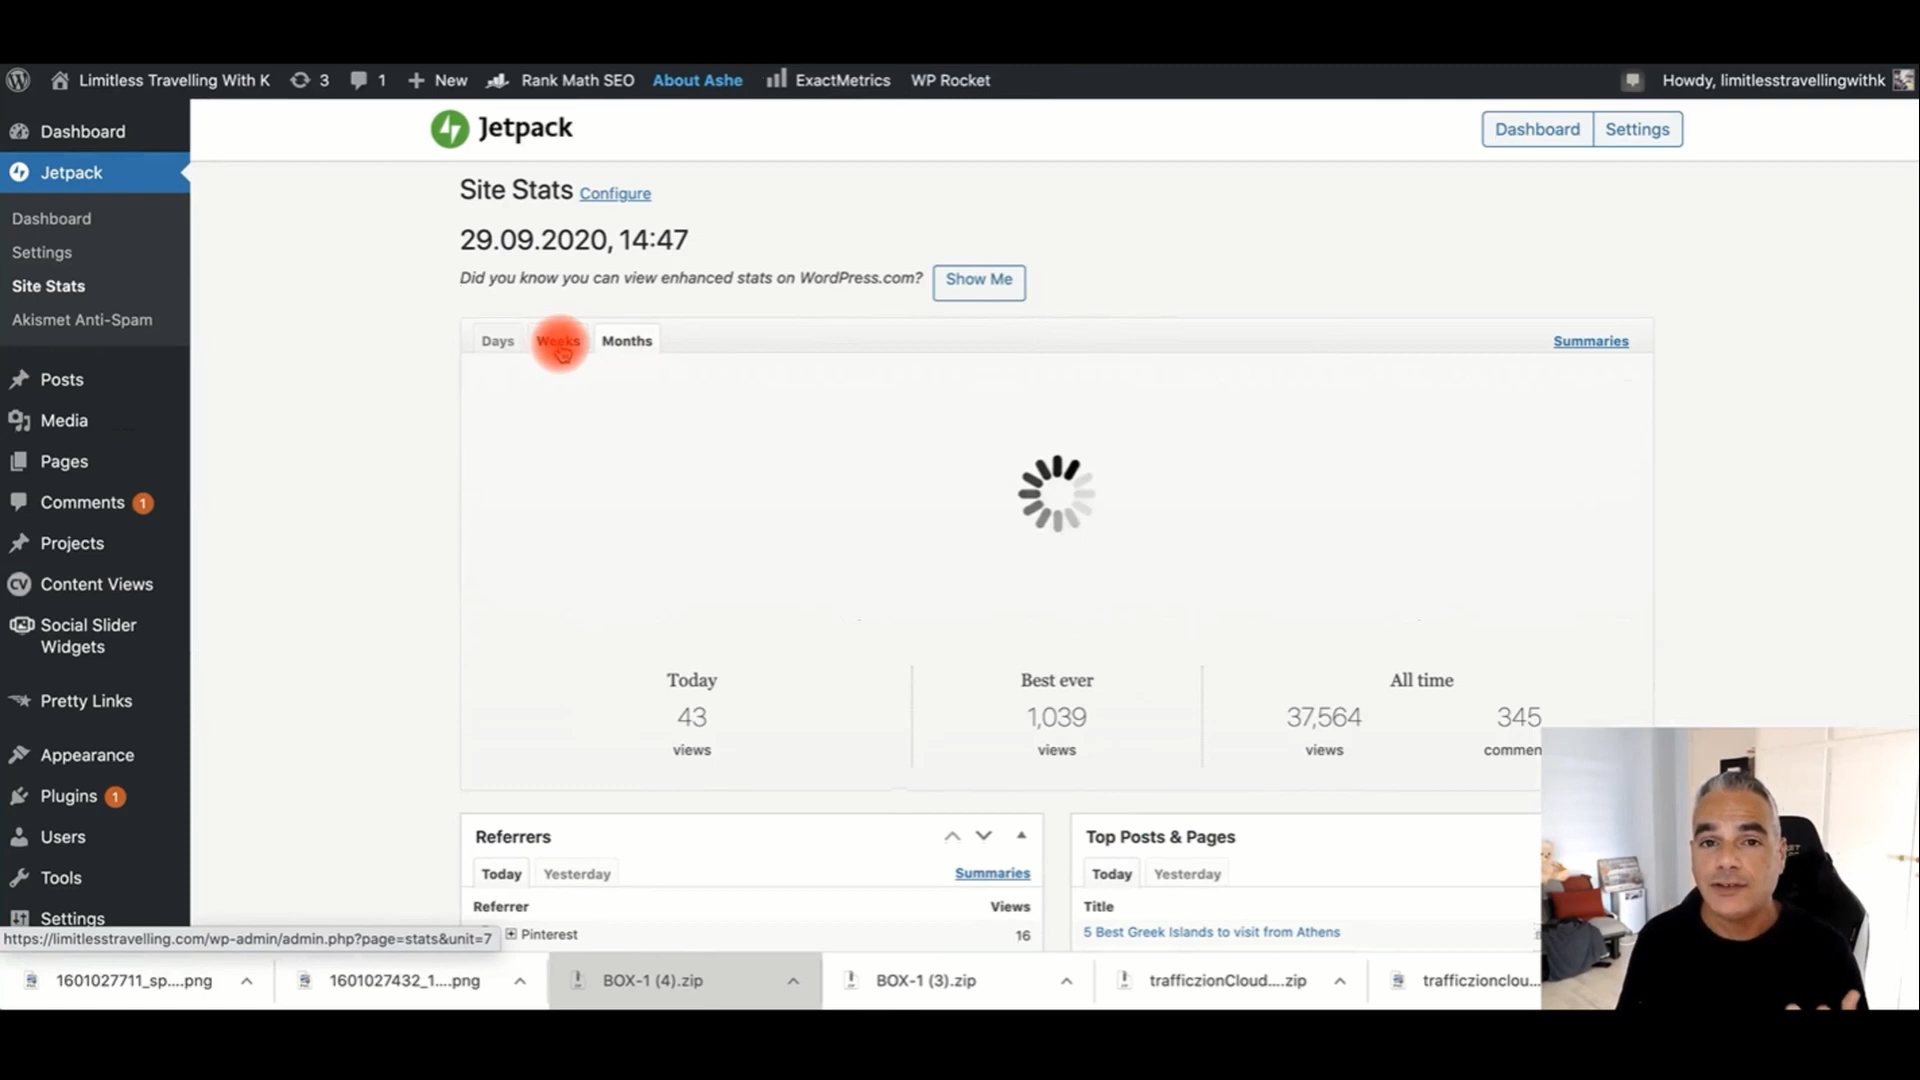 Limitless Travelling With K 3 1 New Rank Math SEO About Ashe ExactMetrics WP Rocket Howdy, limitlesstravellingwithk
Dashboard
Jetpack
Dashboard
Settings
Site Stats
Akismet Anti-Spam
Posts
Media
Pages
Comments 1
Projects
CV Content Views
Social Slider
Widgets
Pretty Links
Appearance
Plugins 1
Users
Tools
Settings
https://limitlesstravelling.com/wp-admin/admin.php?page=stats&unit=7
Jetpack
Dashboard Settings
Site Stats Configure
29.09.2020, 14:47
Did you know you can view enhanced stats on WordPress.com? Show Me
Days Weeks Months Summaries
Today Best ever All time
43 1,039 37,564 345
views views views commen
Referrers
Today Yesterday Summaries
Referrer Views
Pinterest 16
Top Posts & Pages
Today Yesterday
Title
5 Best Greek Islands to visit from Athens
1601027711_sp....png 1601027432_1....png BOX-1 (4).zip BOX-1 (3).zip trafficzionCloud....zip trafficzionclou...